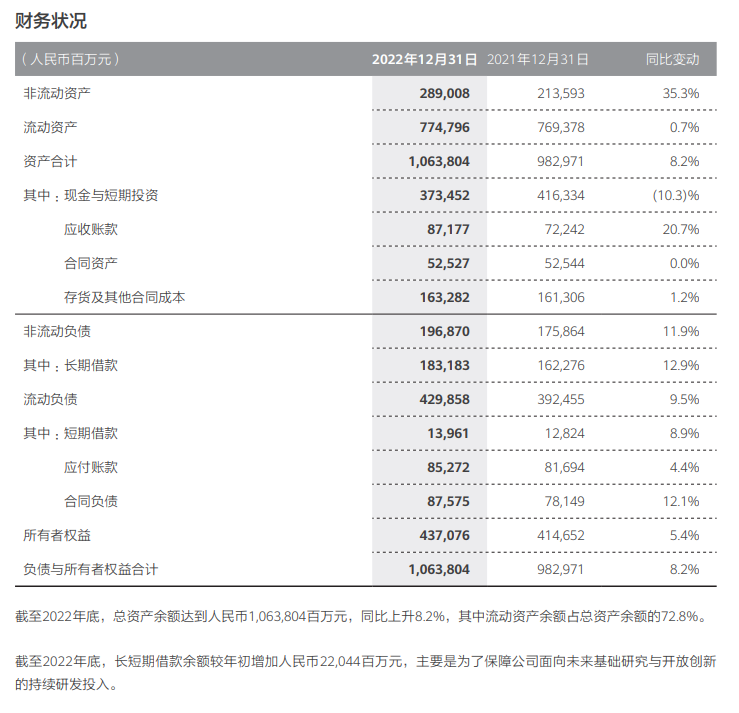 财务状况
（人民币百万元） 2022年12月31日 2021年12月31日 同比变动
非流动资产 289,008 213,593 35.3%
流动资产 774,796 769,378 0.7%
资产合计 1,063,804 982,971 8.2%
其中：现金与短期投资 373,452 416,334 (10.3)%
应收账款 87,177 72,242 20.7%
合同资产 52,527 52,544 0.0%
存货及其他合同成本 163,282 161,306 1.2%
非流动负债 196,870 175,864 11.9%
其中：长期借款 183,183 162,276 12.9%
流动负债 429,858 392,455 9.5%
其中：短期借款 13,961 12,824 8.9%
应付账款 85,272 81,694 4.4%
合同负债 87,575 78,149 12.1%
所有者权益 437,076 414,652 5.4%
负债与所有者权益合计 1,063,804 982,971 8.2%
截至2022年底，总资产余额达到人民币1,063,804百万元，同比上升8.2%，其中流动资产余额占总资产余额的72.8%。
截至2022年底，长短期借款余额较年初增加人民币22,044百万元，主要是为了保障公司面向未来基础研究与开放创新
的持续研发投入。